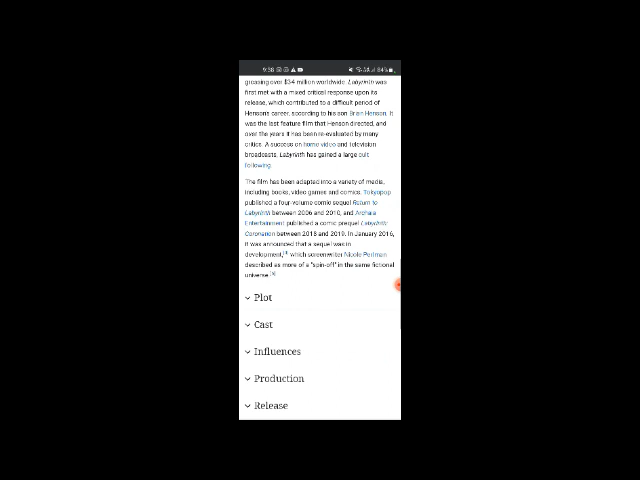 9:38 84%
grossing over $34 million worldwide. Labyrinth was
first met with a mixed critical response upon its
release, which contributed to a difficult period of
Henson's career, according to his son Brian Henson. It
was the last feature film that Henson directed, and
over the years it has been re-evaluated by many
critics. A success on home video and television
broadcasts, Labyrinth has gained a large cult
following.
The film has been adapted into a variety of media,
including books, video games and comics. Tokyopop
published a four-volume comic sequel Return to
Labyrinth between 2006 and 2010, and Archaia
Entertainment published a comic prequel Labyrinth:
Coronation between 2018 and 2019. In January 2016,
it was announced that a sequel was in
development, which screenwriter Nicole Perlman
described as more of a "spin-off" in the same fictional
universe.
Plot
Cast
Influences
Production
Release